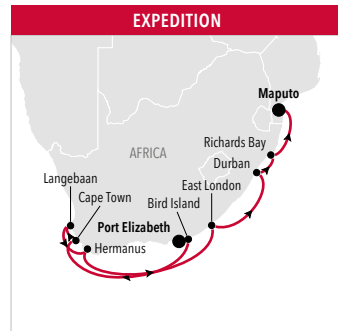 EXPEDITION
Maputo
Richards Bay
AFRICA
Durban
Langebaan
East London
Cape Town
Bird Island
Port Elizabeth
Hermanus